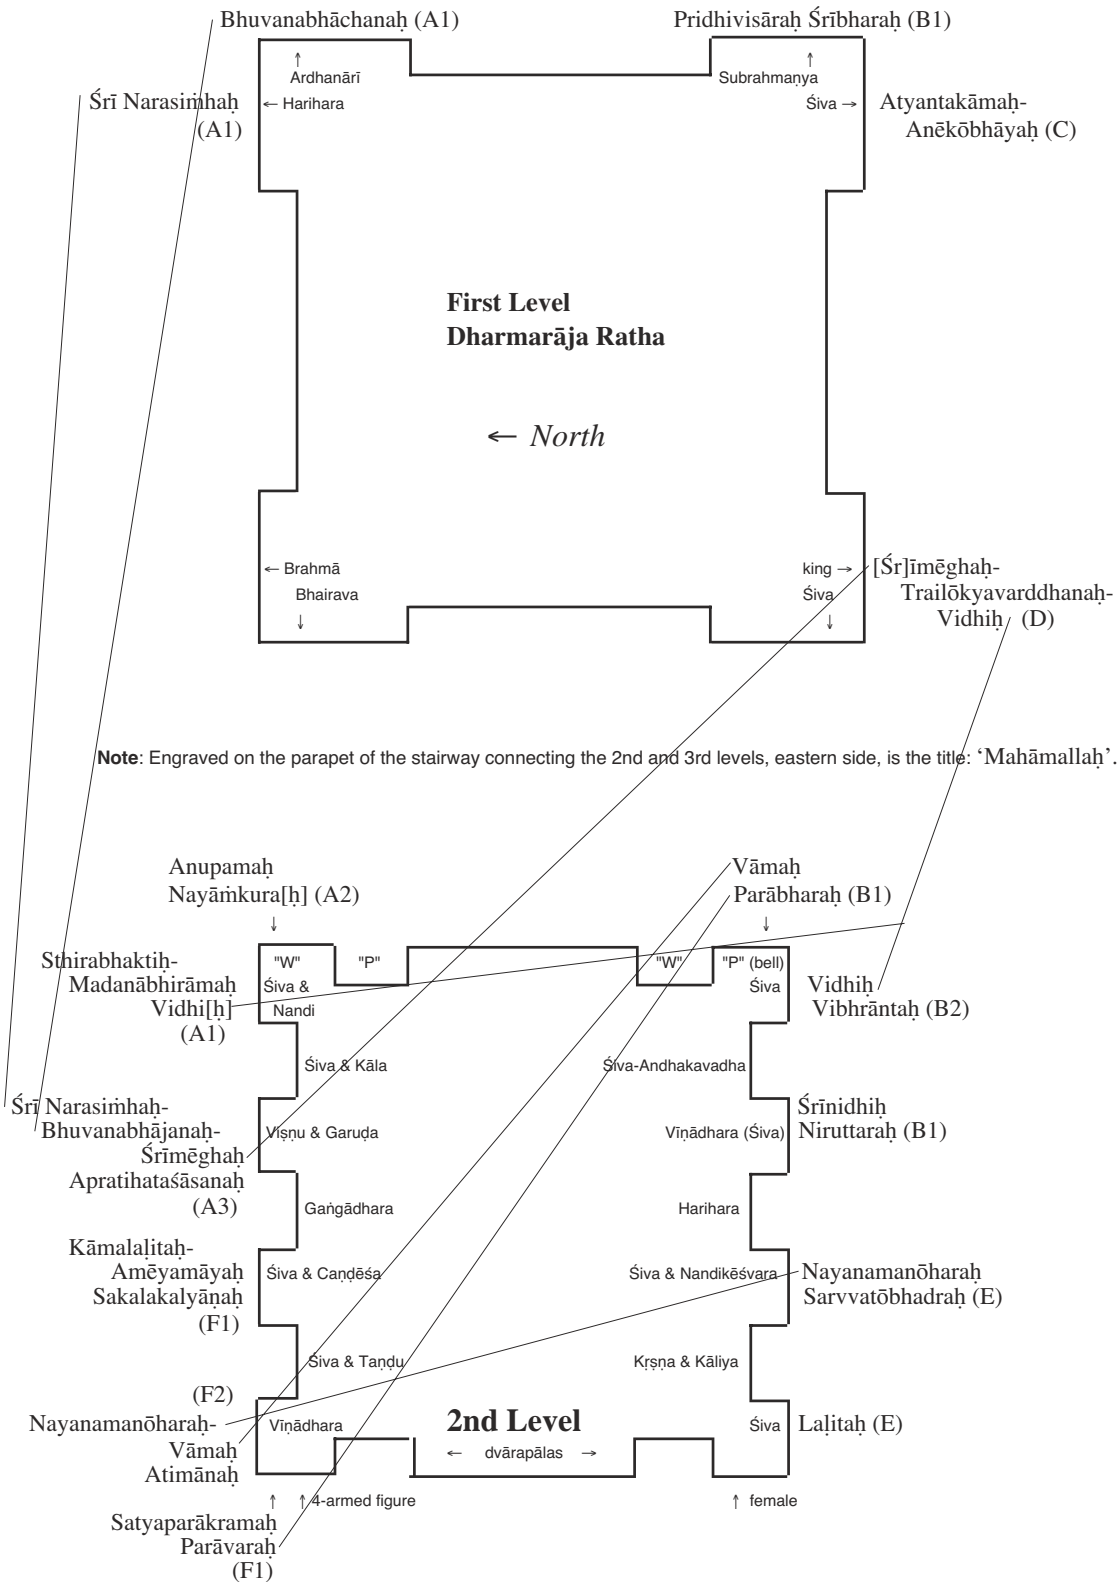 Bhuvanabhāchanaḥ (A1)
Pridhivisāraḥ Śrībharaḥ (B1)
↑
Ardhanārī
↑
Subrahmaṇya
Śrī Narasiṁhaḥ
(A1)
← Harihara
Śiva →
Atyantakāmaḥ-
Anēkōbhāyaḥ (C)
First Level
Dharmarāja Ratha
← North
← Brahmā
Bhairava
↓
king →
Śiva
↓
[Śr]īmēghaḥ-
Trailōkyavarddhanaḥ-
Vidhiḥ (D)
Note: Engraved on the parapet of the stairway connecting the 2nd and 3rd levels, eastern side, is the title: ‘Mahāmallaḥ’.
Anupamaḥ
Nayāṁkura[ḥ] (A2)
↓
Vāmaḥ
Parābharaḥ (B1)
↓
Sthirabhaktiḥ-
Madanābhirāmaḥ
Vidhi[ḥ]
(A1)
"W"
"P"
"W"
"P" (bell)
Śiva &
Nandi
Śiva
Vidhiḥ
Vibhrāntaḥ (B2)
Śiva & Kāla
Śiva-Andhakavadha
Śrī Narasiṁhaḥ-
Bhuvanabhājanaḥ-
Śrīmēghaḥ
Apratihataśāsanaḥ
(A3)
Viṣṇu & Garuḍa
Vīṇādhara (Śiva)
Śrīnidhiḥ
Niruttaraḥ (B1)
Gaṅgādhara
Harihara
Kāmalaḷitaḥ-
Amēyamāyaḥ
Sakalakalyāṇaḥ
(F1)
Śiva & Caṇḍēśa
Śiva & Nandikēśvara
Nayanamanōharaḥ
Sarvvatōbhadraḥ (E)
Śiva & Taṇḍu
Kṛṣṇa & Kāliya
(F2)
Nayanamanōharaḥ-
Vāmaḥ
Atimānaḥ
Vīṇādhara
2nd Level
← dvārapālas →
Śiva
Laḷitaḥ (E)
↑ ↑ 4-armed figure
↑ female
Satyaparākramaḥ
Parāvaraḥ
(F1)